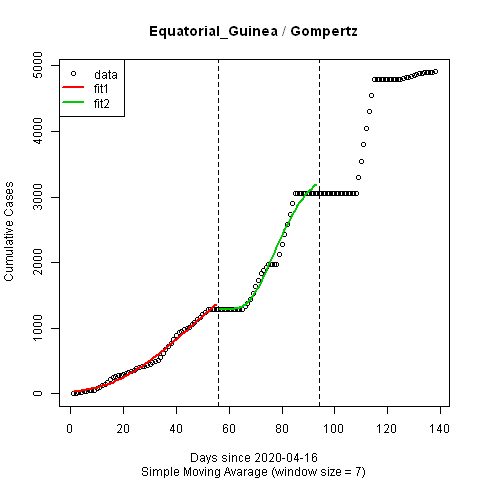 Equatorial_Guinea / Gompertz
data
fit1
fit2
Cumulative Cases
5000
4000
3000
2000
1000
0
0 20 40 60 80 100 120 140
Days since 2020-04-16
Simple Moving Avarage (window size = 7)